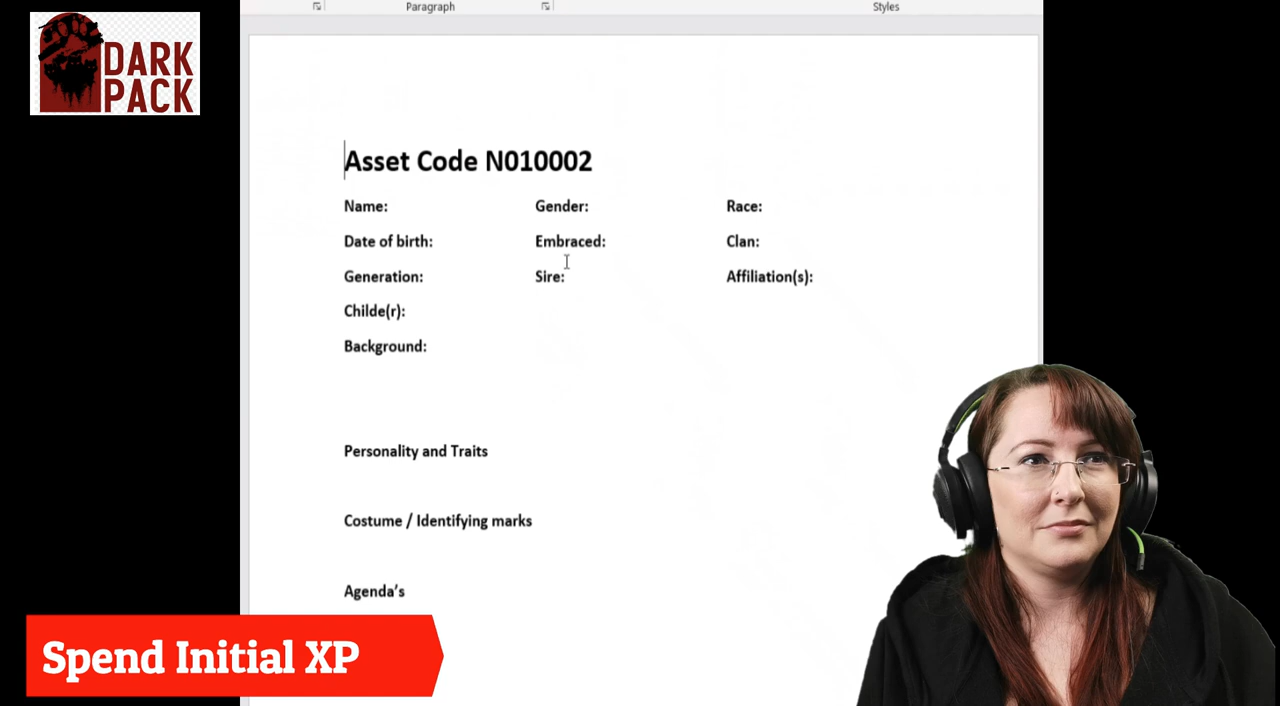 Paragraph Styles
DARK
PACK
Asset Code N010002
Name: Gender: Race:
Date of birth: Embraced: Clan:
Generation: Sire: Affiliation(s):
Childe(r):
Background:
Personality and Traits
Costume / Identifying marks
Agenda’s
Spend Initial XP